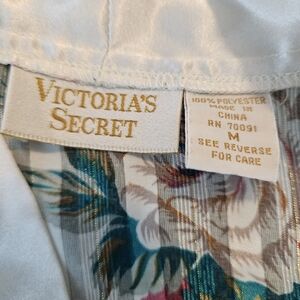 VICTORIA'S
SECRET
100% POLYESTER
MADE IN
CHINA
RN 70091
M
SEE REVERSE
FOR CARE